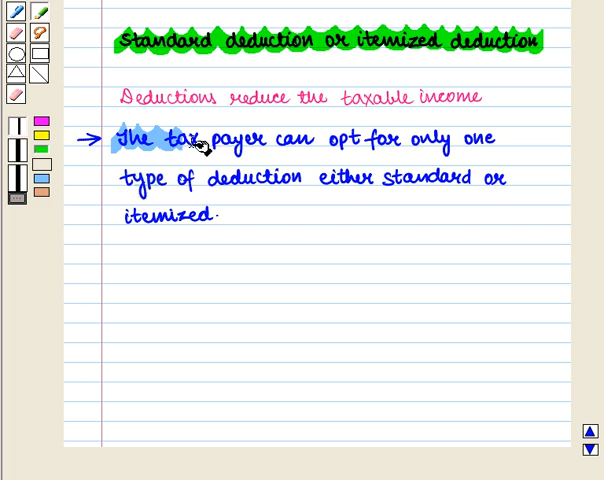 Standard deduction or itemized deduction
Deductions reduce the taxable income
→ The tax payer can opt for only one
type of deduction either standard or
itemized.